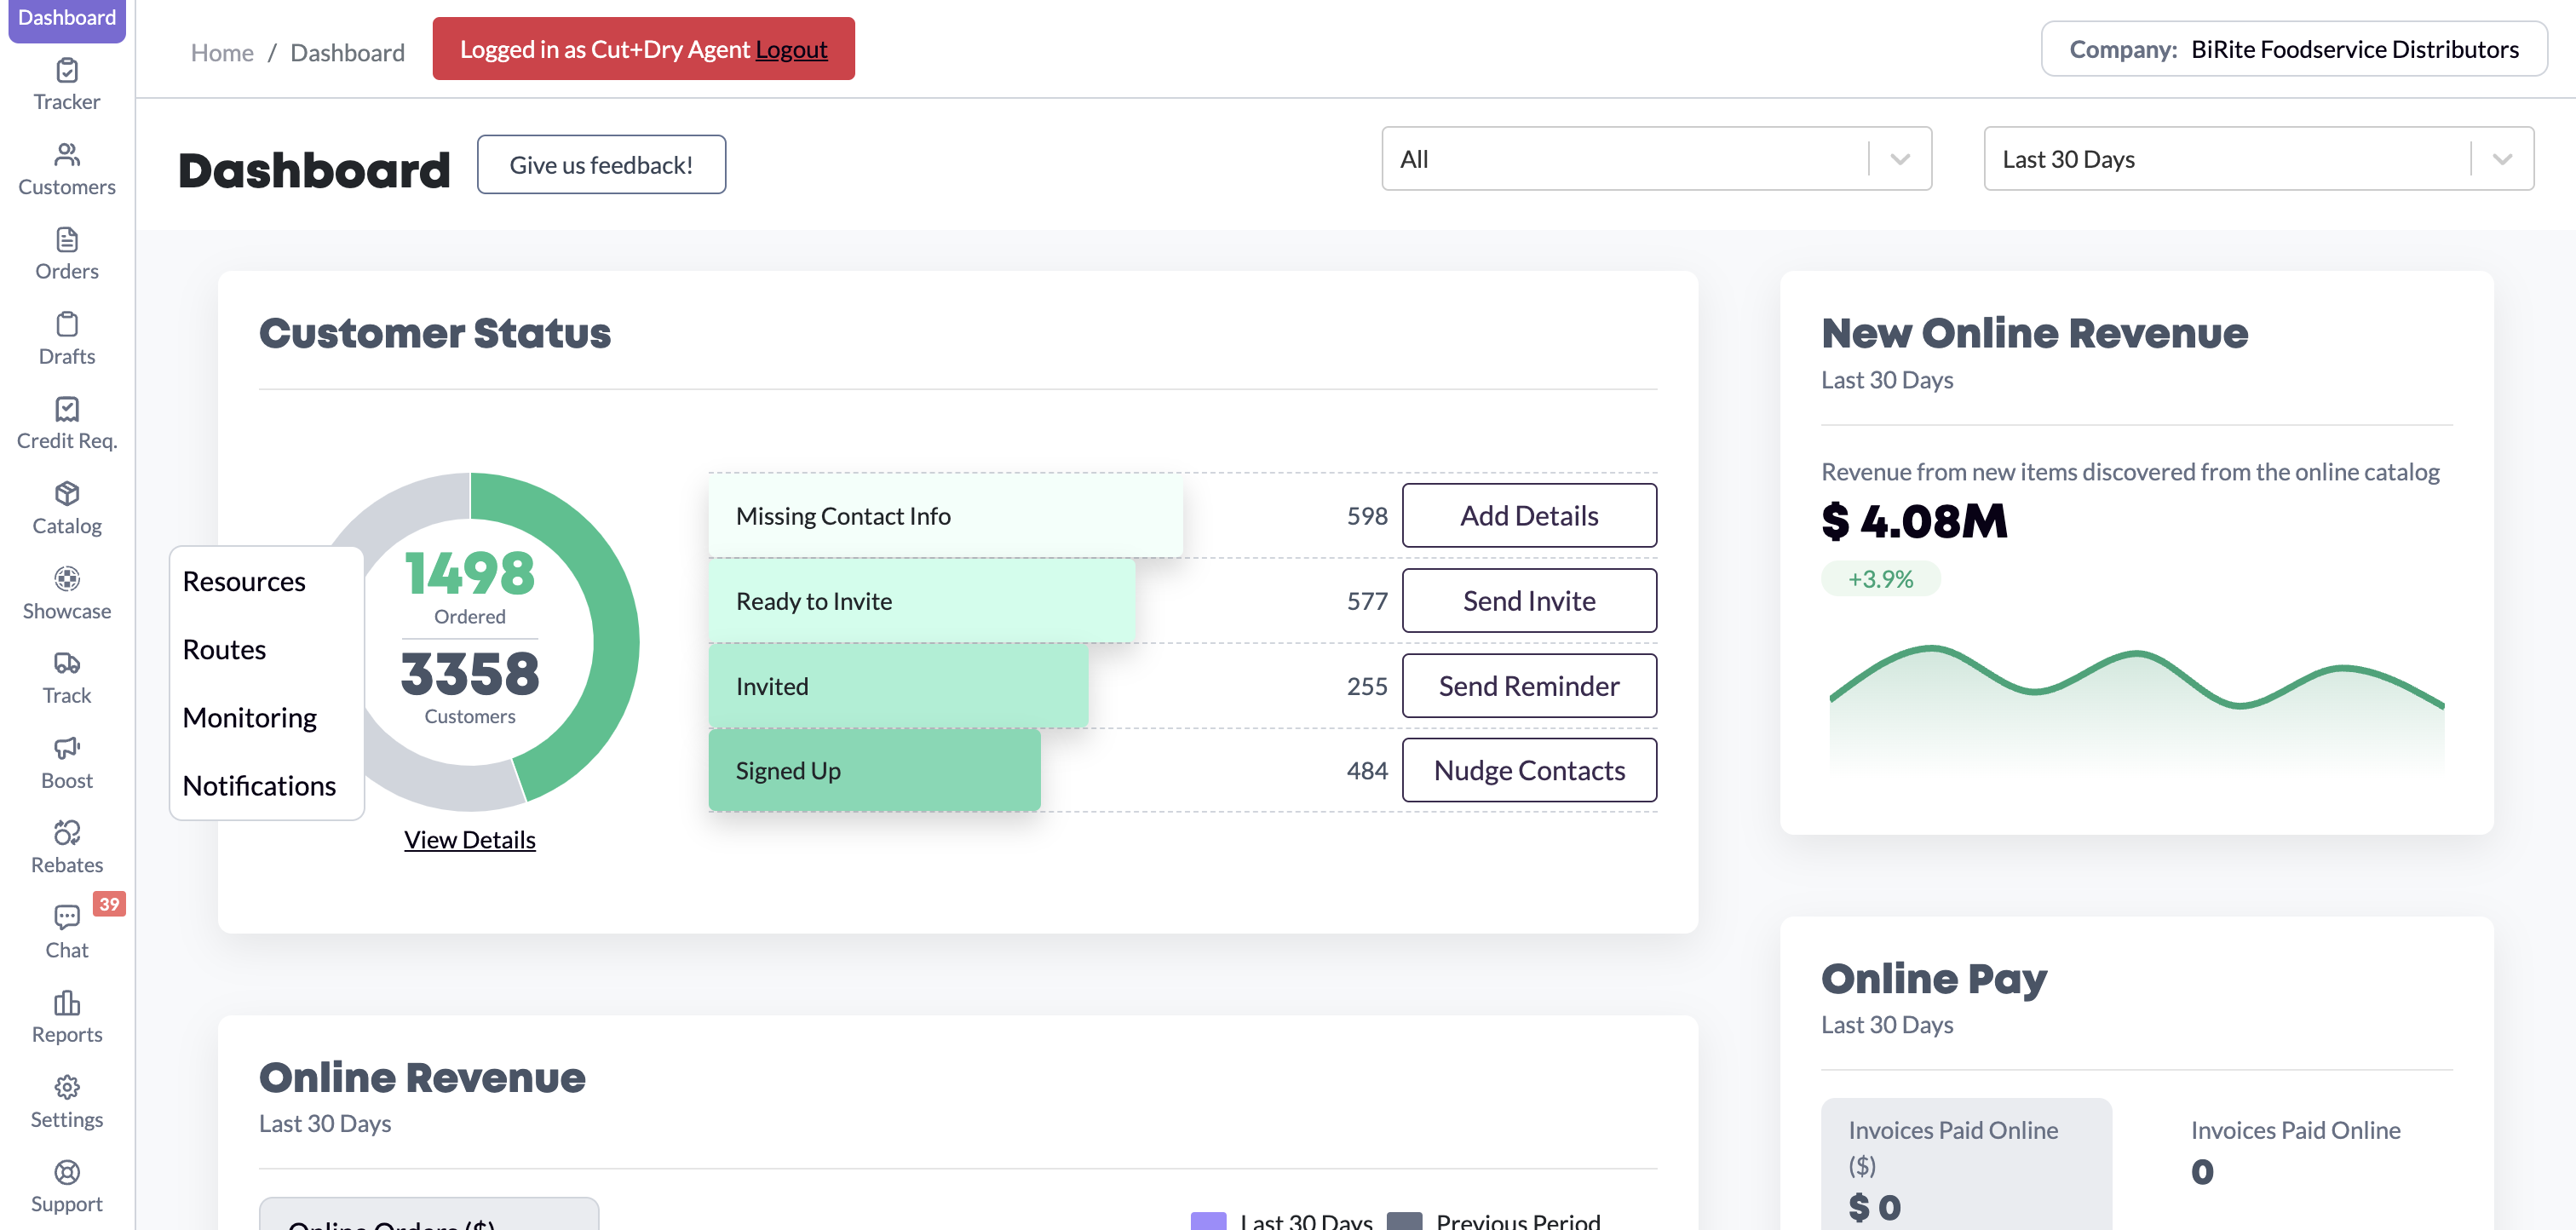 Dashboard
Tracker
Customers
Orders
Drafts
Credit Req.
Catalog
Showcase
Track
Boost
Rebates
39
Chat
Reports
Settings
Support
Home / Dashboard
Logged in as Cut+Dry Agent Logout
Company: BiRite Foodservice Distributors
Dashboard
Give us feedback!
All
Last 30 Days
Customer Status
Resources
Routes
Monitoring
Notifications
1498
Ordered
3358
Customers
View Details
Missing Contact Info 598 Add Details
Ready to Invite 577 Send Invite
Invited 255 Send Reminder
Signed Up 484 Nudge Contacts
New Online Revenue
Last 30 Days
Revenue from new items discovered from the online catalog
$ 4.08M
+3.9%
Online Revenue
Last 30 Days
Online Orders ($)
Last 30 Days Previous Period
Online Pay
Last 30 Days
Invoices Paid Online
($)
$ 0
Invoices Paid Online
0